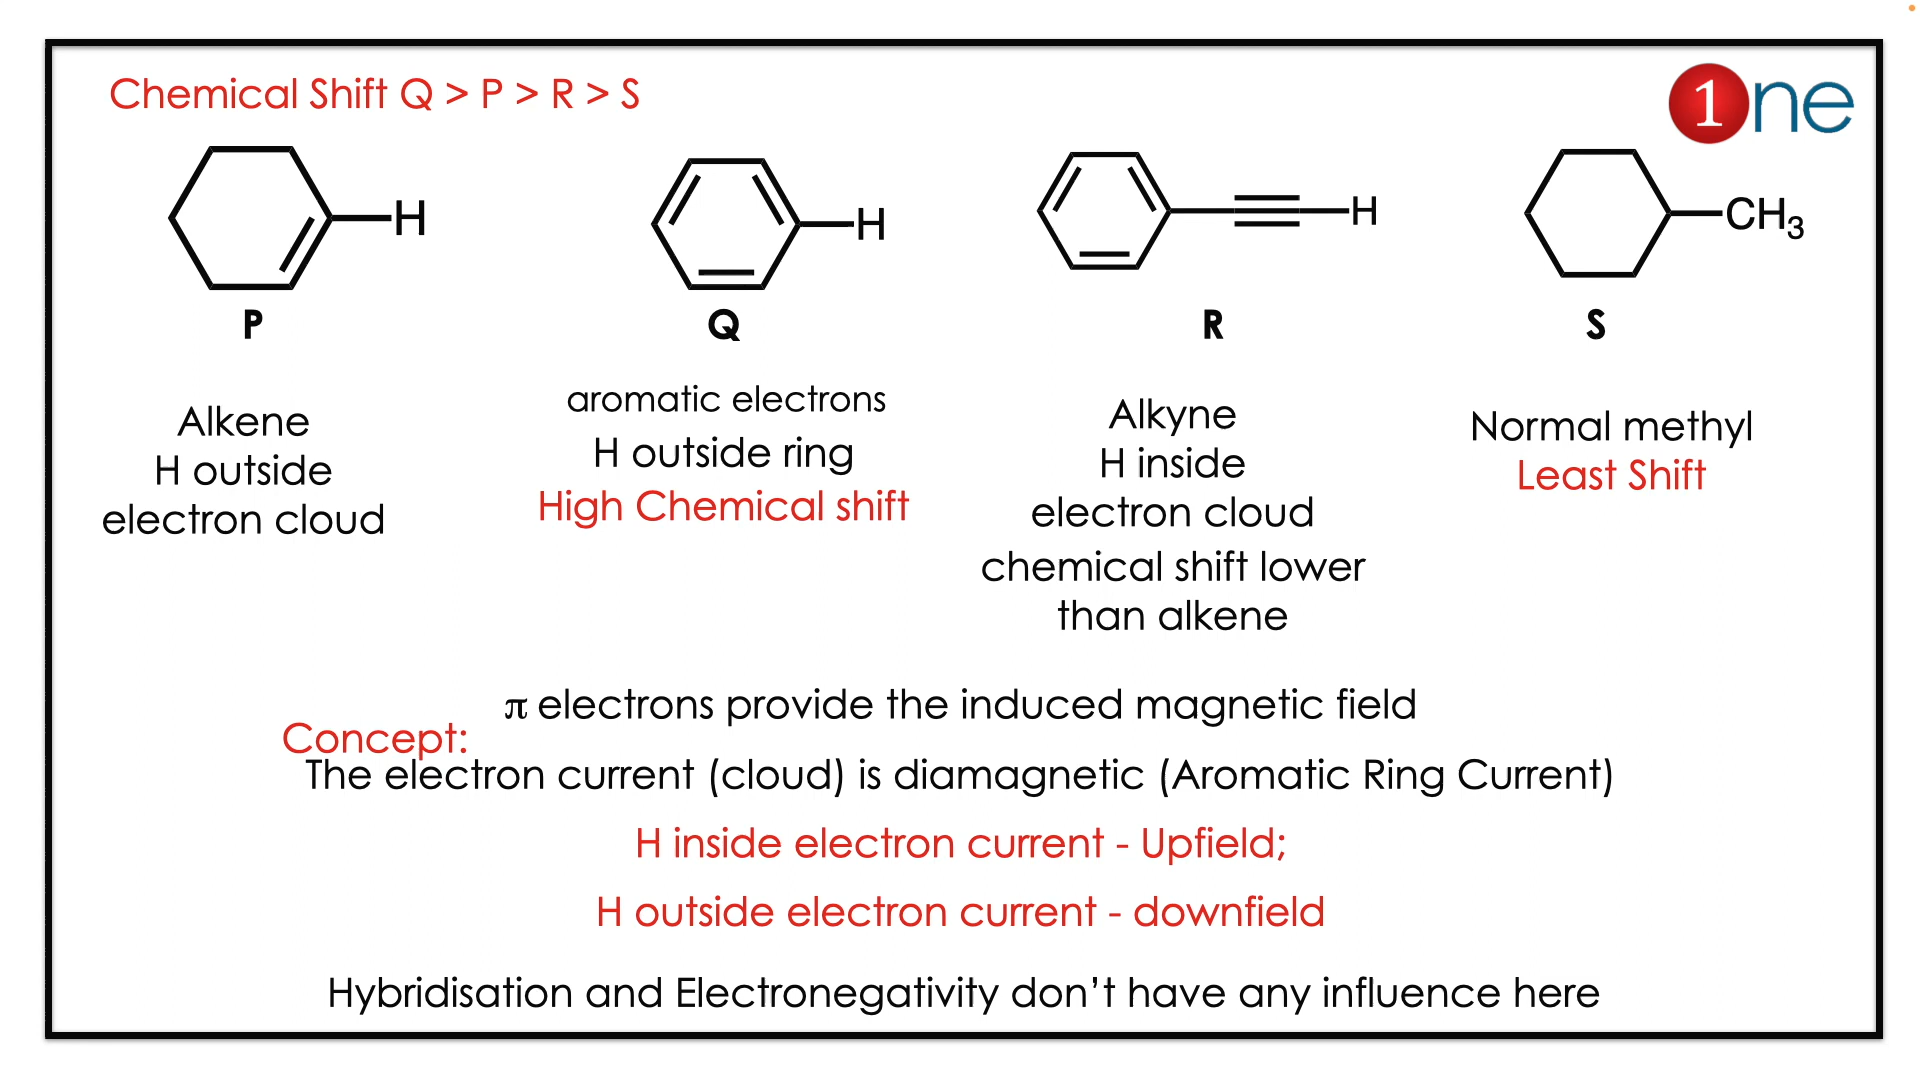 Chemical Shift Q > P > R > S
1ne
H
H
H
CH₃
P
Q
R
S
Alkene
H outside
electron cloud
aromatic electrons
H outside ring
High Chemical shift
Alkyne
H inside
electron cloud
chemical shift lower
than alkene
Normal methyl
Least Shift
π electrons provide the induced magnetic field
Concept:
The electron current (cloud) is diamagnetic (Aromatic Ring Current)
H inside electron current - Upfield;
H outside electron current - downfield
Hybridisation and Electronegativity don’t have any influence here